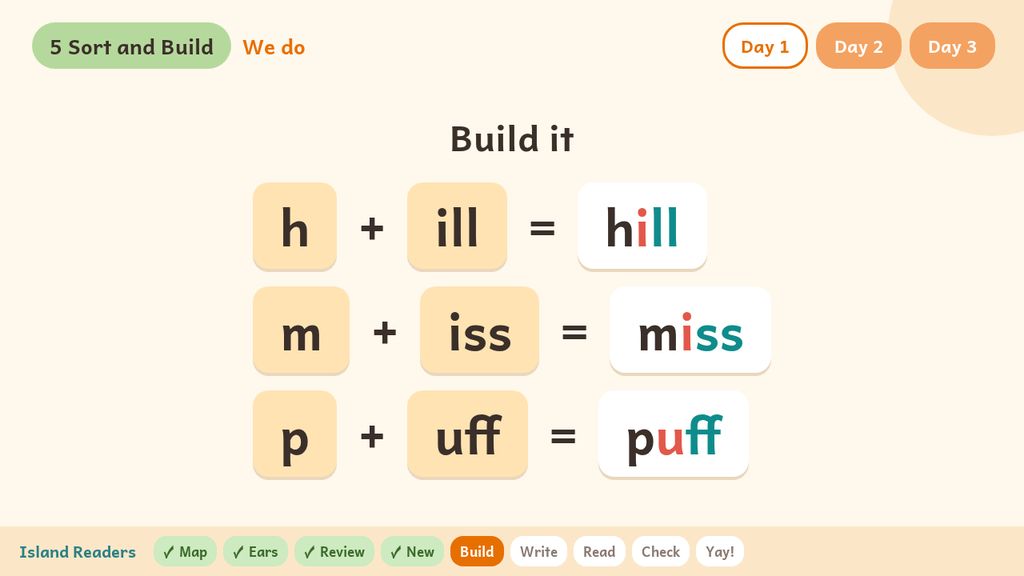 5 Sort and Build We do Day 1 Day 2 Day 3
Build it
h + ill = hill
m + iss = miss
p + uff = puff
Island Readers ✓ Map ✓ Ears ✓ Review ✓ New Build Write Read Check Yay!